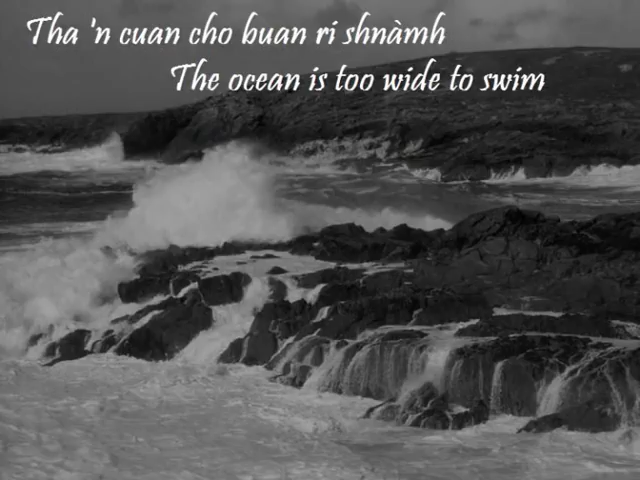 Tha 'n cuan cho buan ri shnàmh
The ocean is too wide to swim